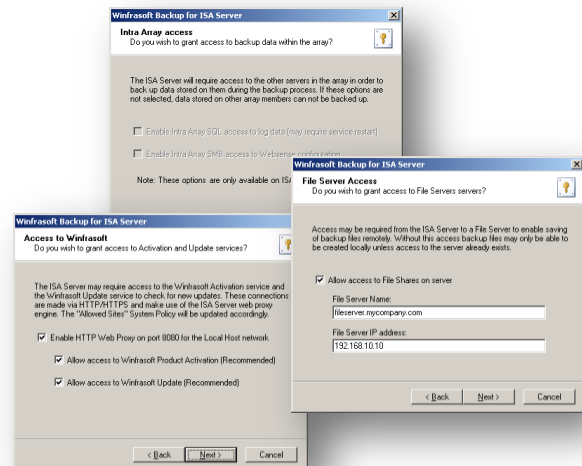 Winfrasoft Backup for ISA Server
Intra Array access
Do you wish to grant access to backup data within the array?
The ISA Server will require access to the other servers in the array in order to
back up data stored on them during the backup process. If these options are
not selected, data stored on other array members can not be backed up.
Enable Intra Array SQL access to log data (may require service restart)
Enable Intra Array SMB access to Websense configuration
Note: These options are only available on ISA
Winfrasoft Backup for ISA Server
File Server Access
Do you wish to grant access to File Servers servers?
Access may be required from the ISA Server to a File Server to enable saving
of backup files remotely. Without this access backup files may only be able to
be created locally unless access to the server already exists.
Allow access to File Shares on server
File Server Name:
fileserver.mycompany.com
File Server IP address:
192.168.10.10
< Back
Next >
Cancel
Winfrasoft Backup for ISA Server
Access to Winfrasoft
Do you wish to grant access to Activation and Update services?
The ISA Server may require access to the Winfrasoft Activation service and
the Winfrasoft Update service to check for new updates. These connections
are made via HTTP/HTTPS and make use of the ISA Server web proxy
engine. The "Allowed Sites" System Policy will be updated accordingly.
Enable HTTP Web Proxy on port 8080 for the Local Host network
Allow access to Winfrasoft Product Activation (Recommended)
Allow access to Winfrasoft Update (Recommended)
< Back
Next >
Cancel